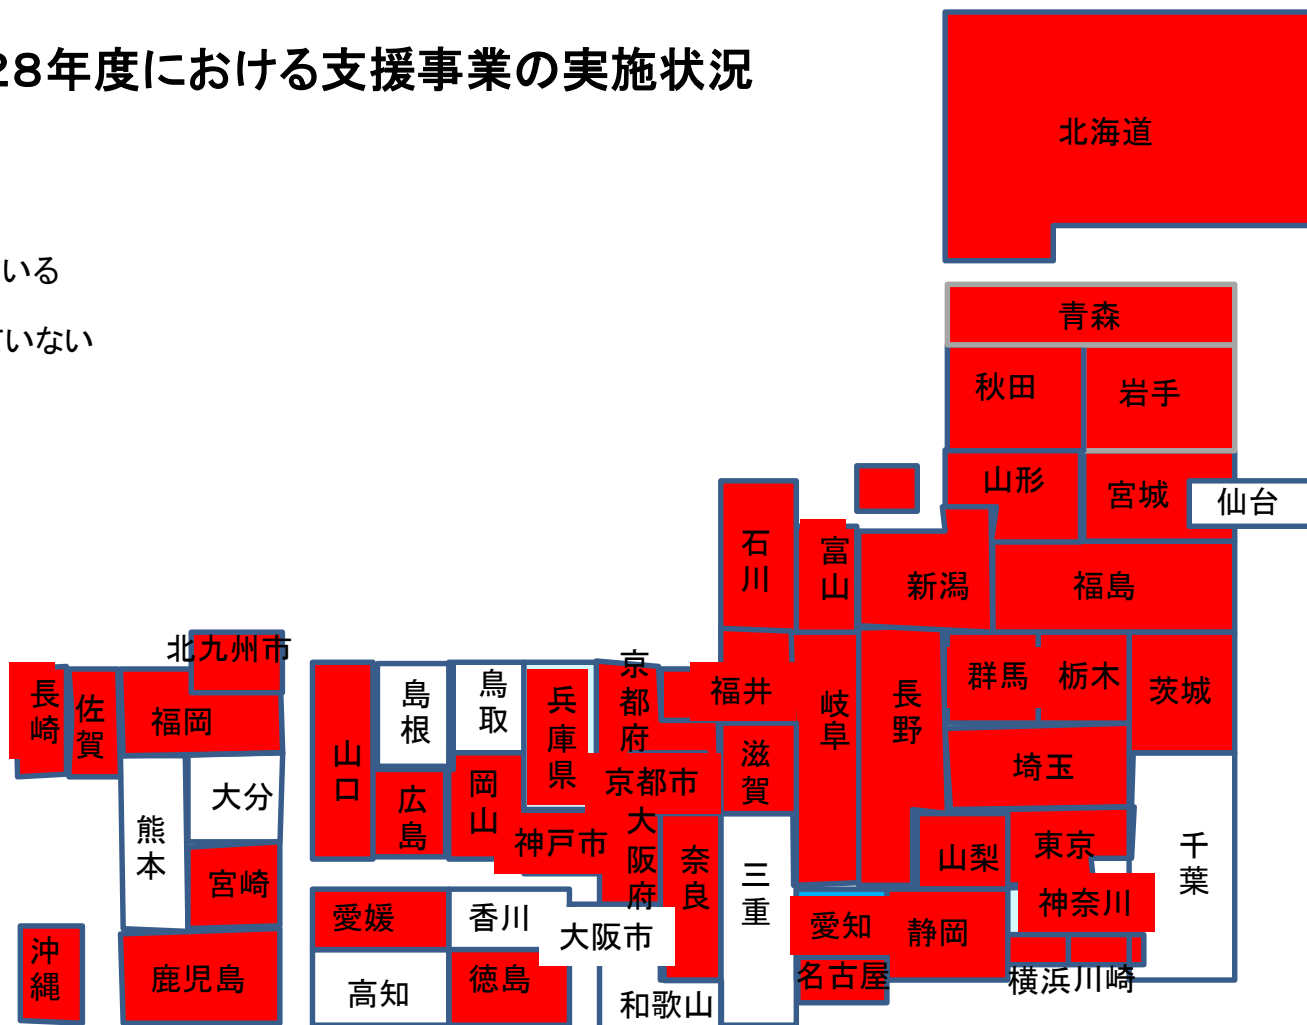 28年度における支援事業の実施状況
北海道
いる
ていない
青森
秋田
岩手
山形
宮城
仙台
石川
富山
新潟
福島
北九州市
長崎
佐賀
福岡
島根
鳥取
兵庫県
京都府
福井
岐阜
長野
群馬
栃木
茨城
山口
広島
岡山
京都市
滋賀
埼玉
熊本
大分
神戸市
大阪府
奈良
三重
山梨
東京
千葉
宮崎
愛媛
香川
大阪市
愛知
静岡
神奈川
沖縄
鹿児島
高知
徳島
和歌山
名古屋
横浜
川崎